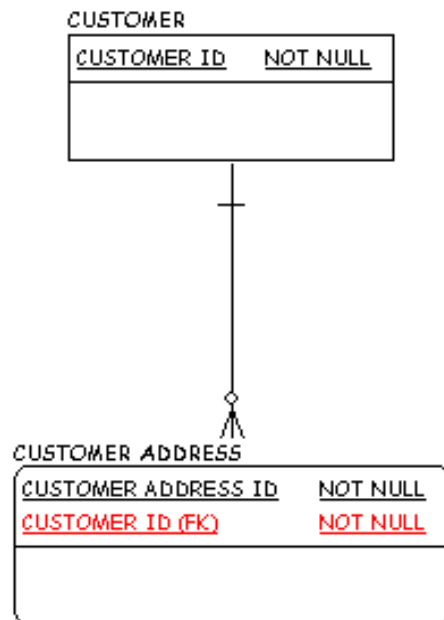 CUSTOMER
CUSTOMER ID NOT NULL
CUSTOMER ADDRESS
CUSTOMER ADDRESS ID NOT NULL
CUSTOMER ID (FK) NOT NULL